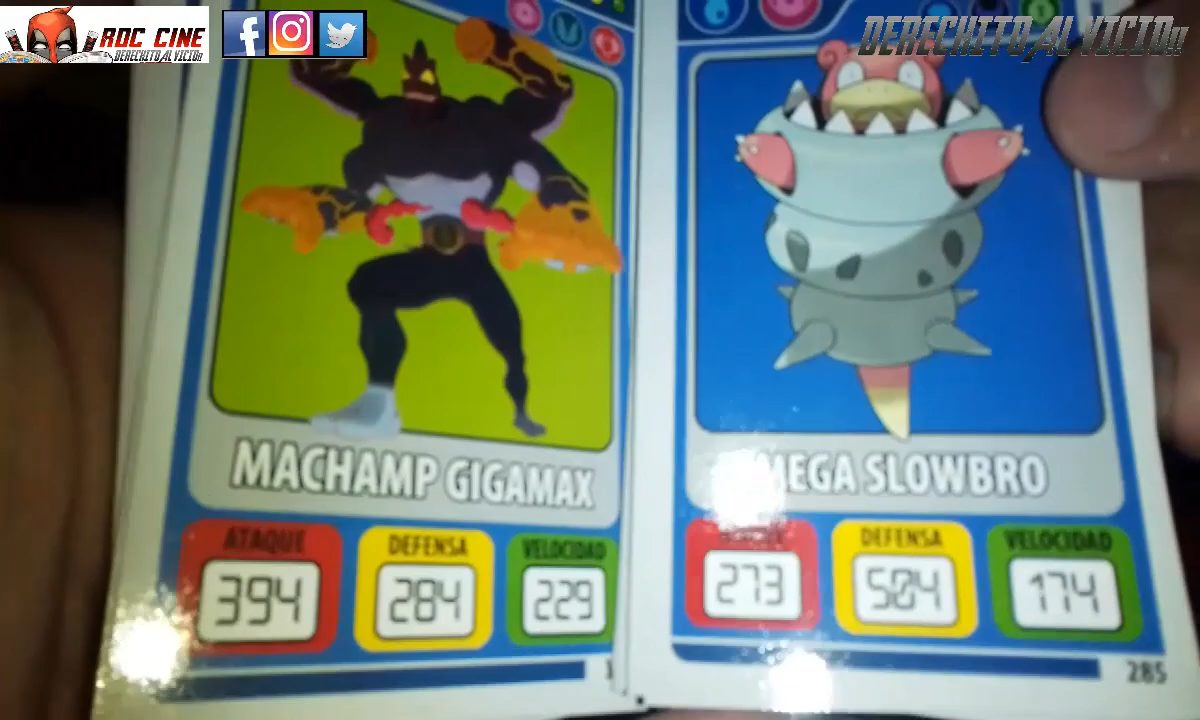 RDC CINE
DERECHITO AL VICIO!!
DERECHITO AL VICIO!!
MACHAMP GIGAMAX
ATAQUE
DEFENSA
VELOCIDAD
394
284
229
MEGA SLOWBRO
DEFENSA
VELOCIDAD
273
504
174
285